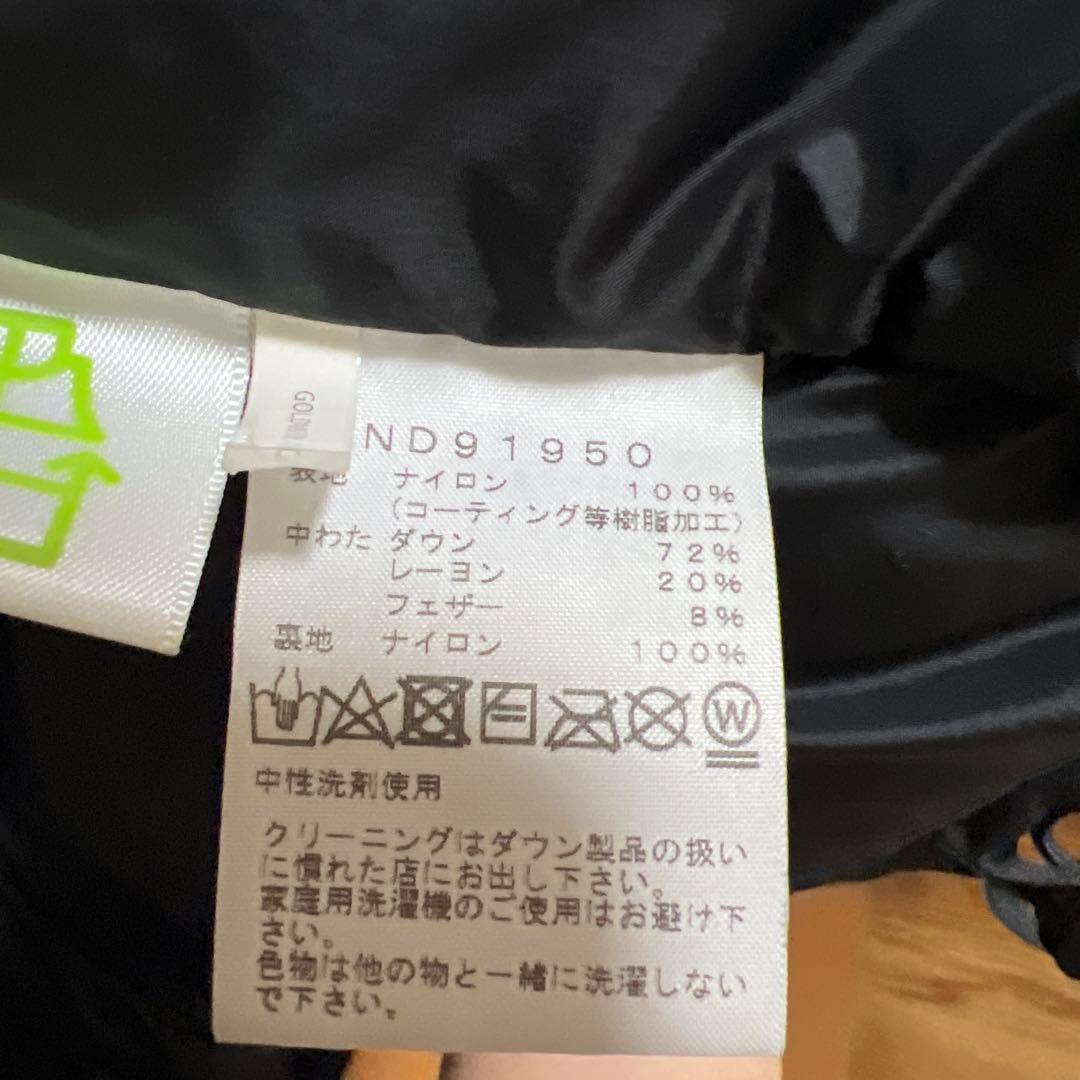 GOLDWIN
ND91950
表地 ナイロン 100%
(コーティング等樹脂加工)
中わた ダウン 72%
レーヨン 20%
フェザー 8%
裏地 ナイロン 100%
W
中性洗剤使用
クリーニングはダウン製品の扱い
に慣れた店にお出し下さい。
家庭用洗濯機のご使用はお避け下
さい。
色物は他の物と一緒に洗濯しない
で下さい。